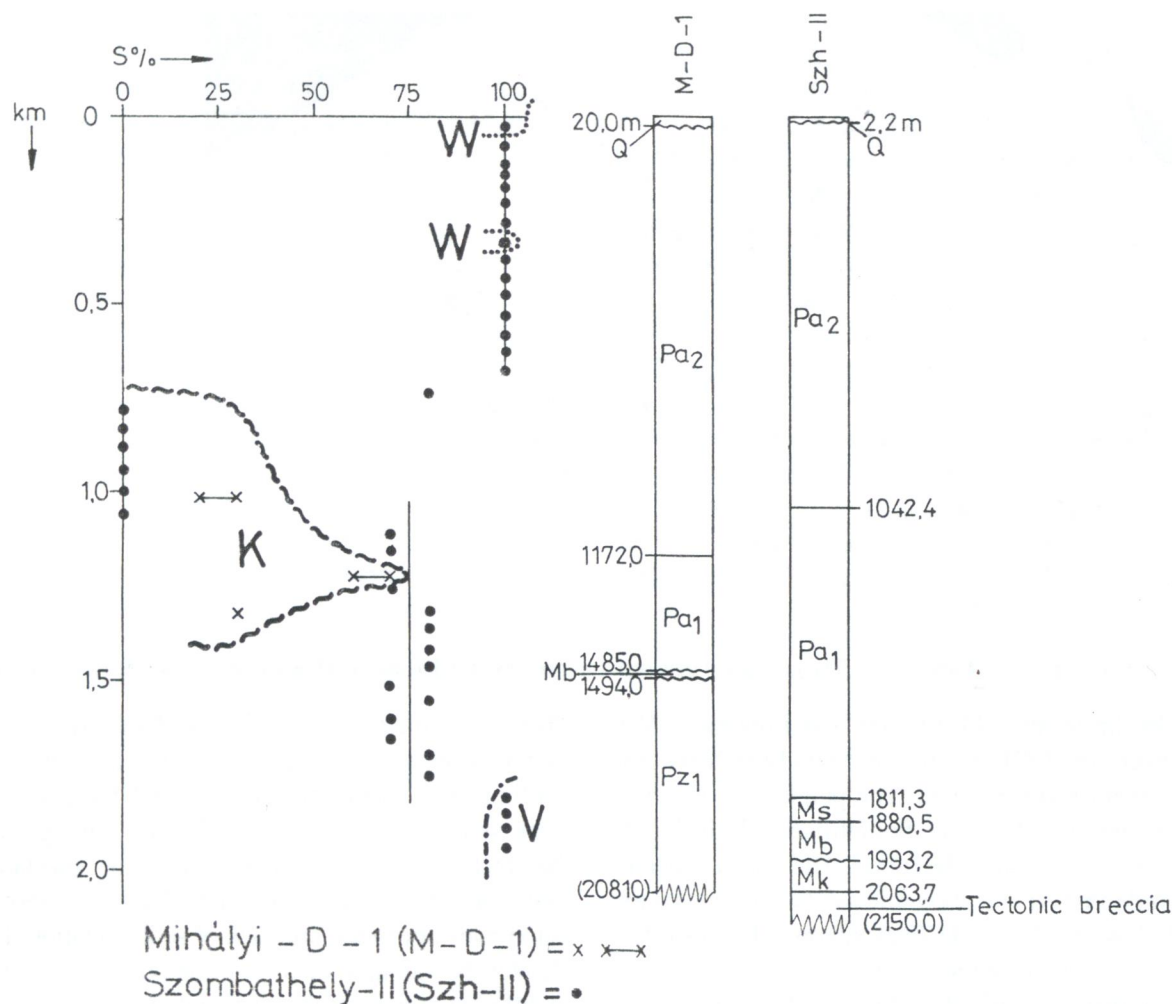 S% →
0 25 50 75 100
km
0
0,5
1,0
1,5
2,0
W
W
K
V
M-D-1
20,0 m
Q
Pa2
1172,0
Pa1
1485,0
Mb
1494,0
Pz1
(2081,0)
Szh-II
2,2 m
Q
Pa2
1042,4
Pa1
1811,3
Ms
1880,5
Mb
1993,2
Mk
2063,7
Tectonic breccia
(2150,0)
Mihályi - D - 1 (M-D-1) = x x—x
Szombathely-II (Szh-II) = •